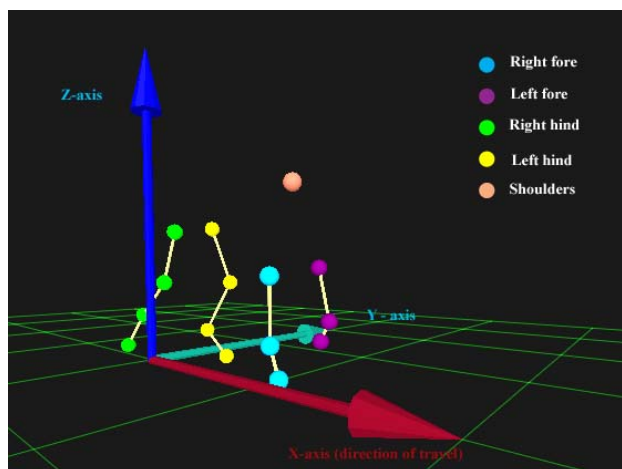 Right fore
Z-axis
Left fore
Right hind
Left hind
Shoulders
Y - axis
X-axis (direction of travel)